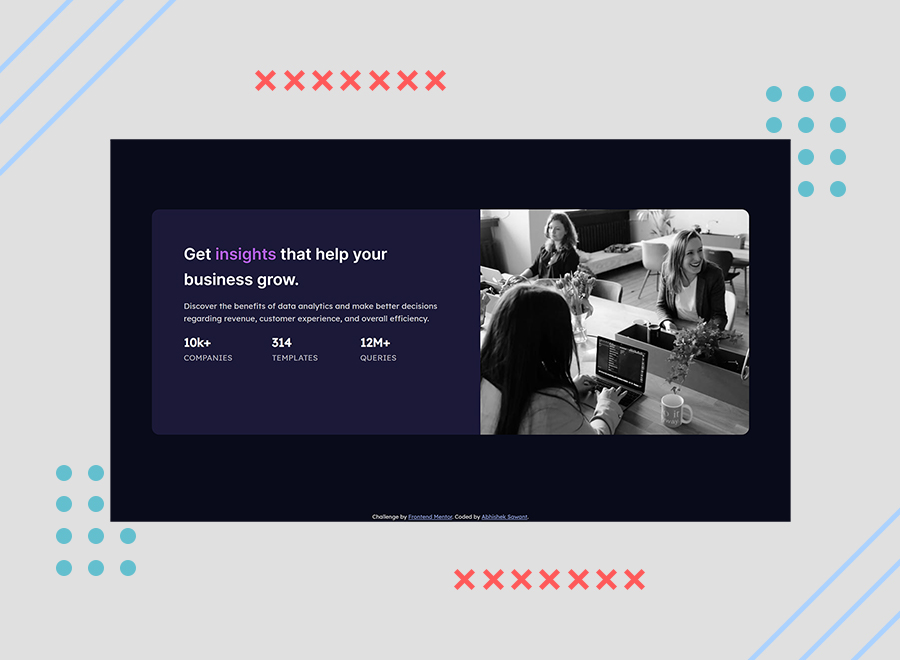 Get insights that help your
business grow.
Discover the benefits of data analytics and make better decisions
regarding revenue, customer experience, and overall efficiency.
10k+ 314 12M+
COMPANIES TEMPLATES QUERIES
Challenge by Frontend Mentor. Coded by Abhishek Sawant.